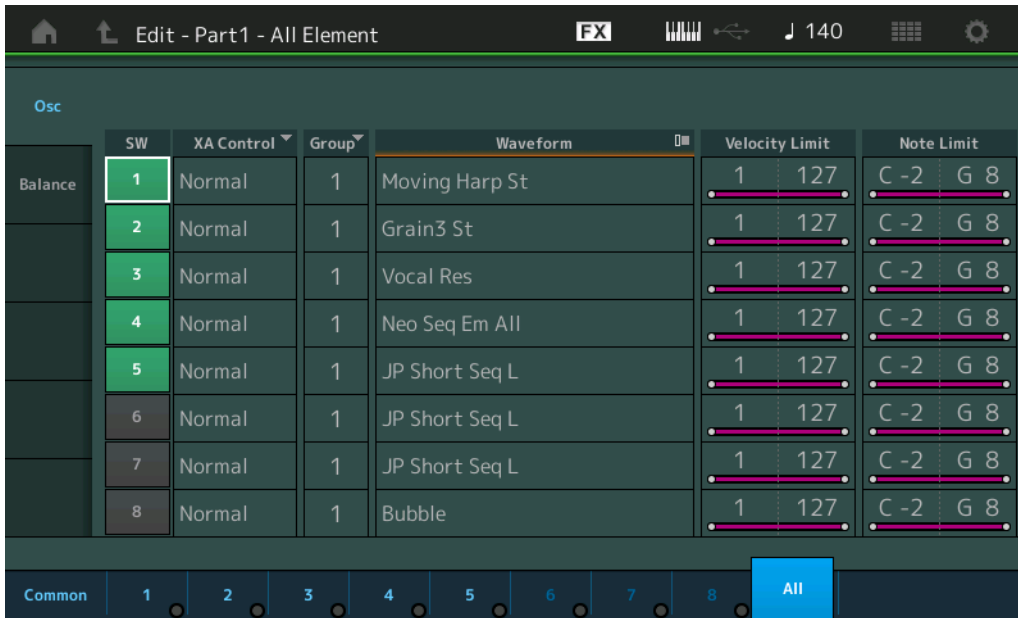 Edit - Part1 - All Element FX ♩ 140
Osc
SW XA Control Group Waveform Velocity Limit Note Limit
Balance
1 Normal 1 Moving Harp St 1 127 C -2 G 8
2 Normal 1 Grain3 St 1 127 C -2 G 8
3 Normal 1 Vocal Res 1 127 C -2 G 8
4 Normal 1 Neo Seq Em All 1 127 C -2 G 8
5 Normal 1 JP Short Seq L 1 127 C -2 G 8
6 Normal 1 JP Short Seq L 1 127 C -2 G 8
7 Normal 1 JP Short Seq L 1 127 C -2 G 8
8 Normal 1 Bubble 1 127 C -2 G 8
Common 1 2 3 4 5 6 7 8 All